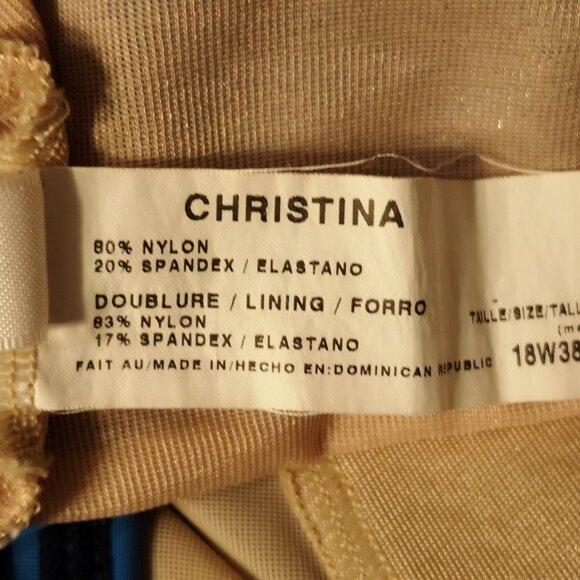 CHRISTINA
80% NYLON
20% SPANDEX / ELASTANO
DOUBLURE / LINING / FORRO
83% NYLON
17% SPANDEX / ELASTANO
FAIT AU/MADE IN/HECHO EN:DOMINICAN REPUBLIC
TAILLE/SIZE/TALL
(m
18W38